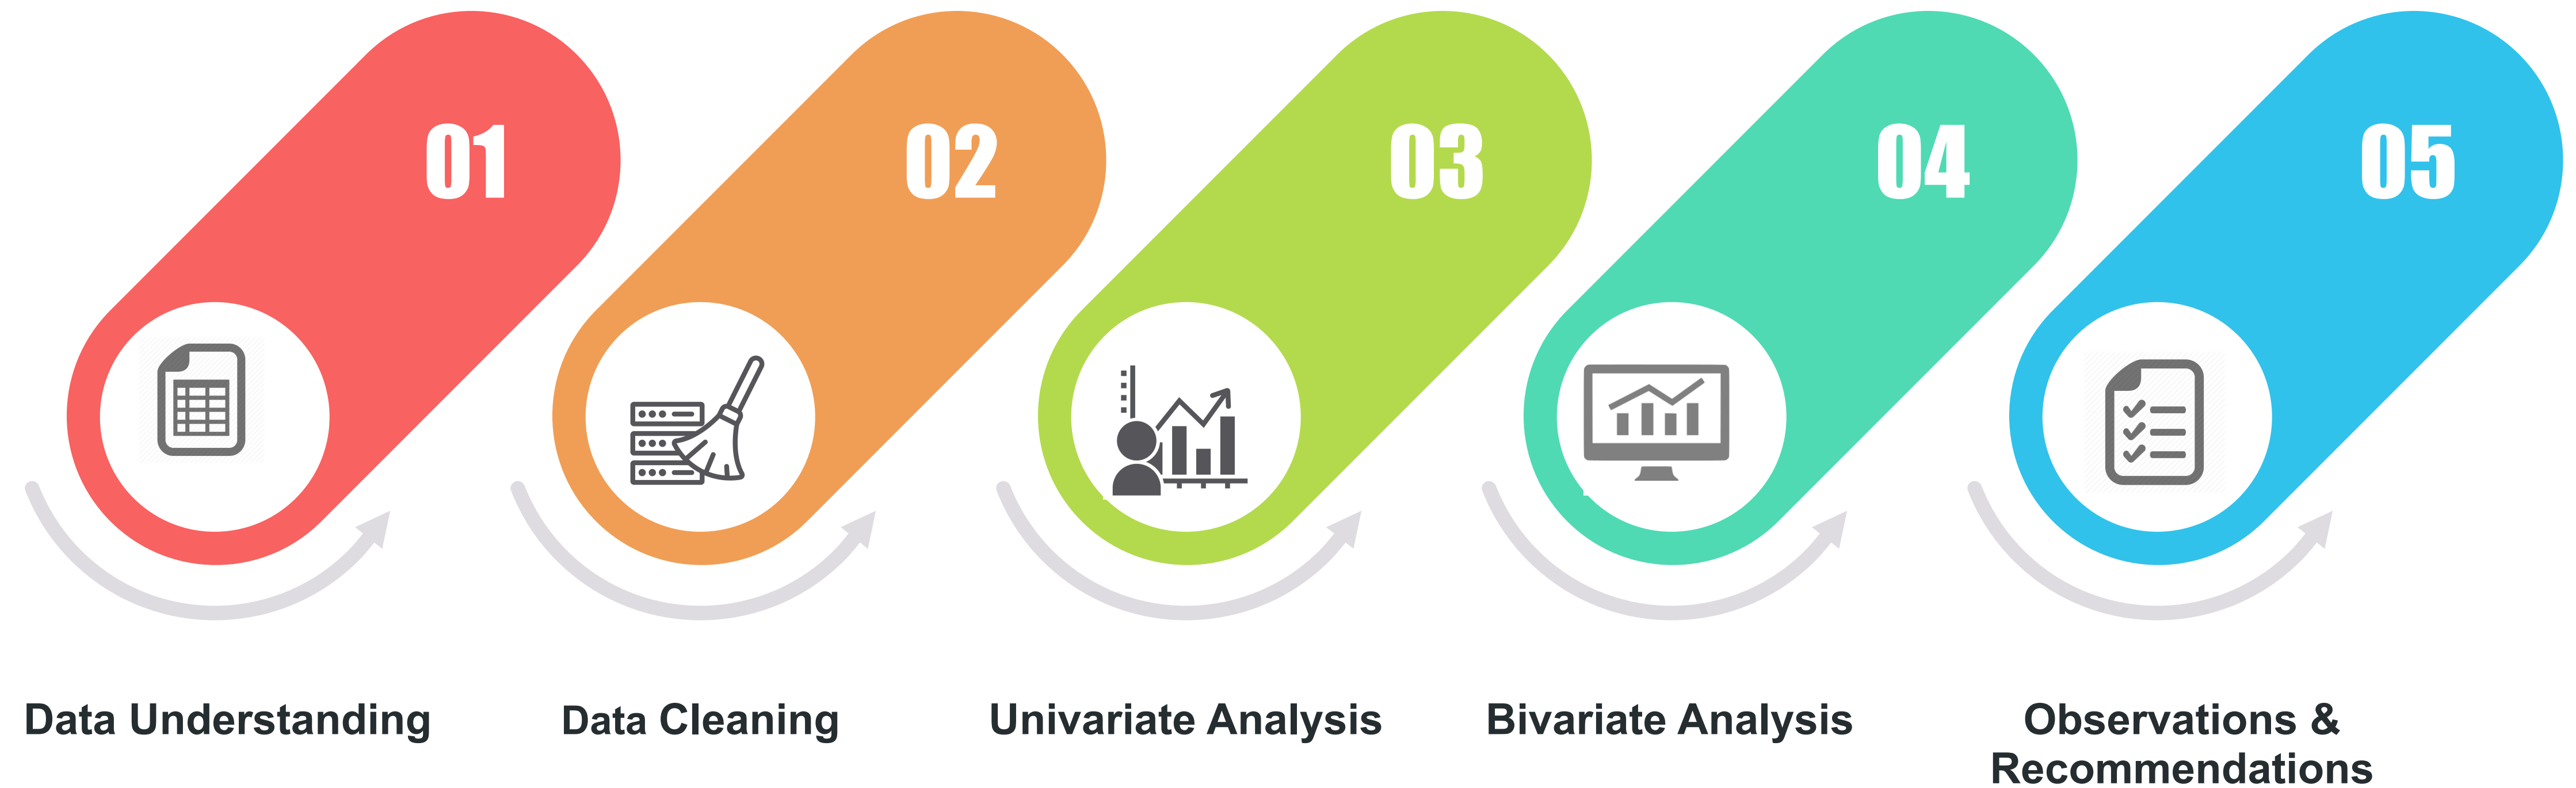 01
02
03
04
05
Data Understanding
Data Cleaning
Univariate Analysis
Bivariate Analysis
Observations &
Recommendations